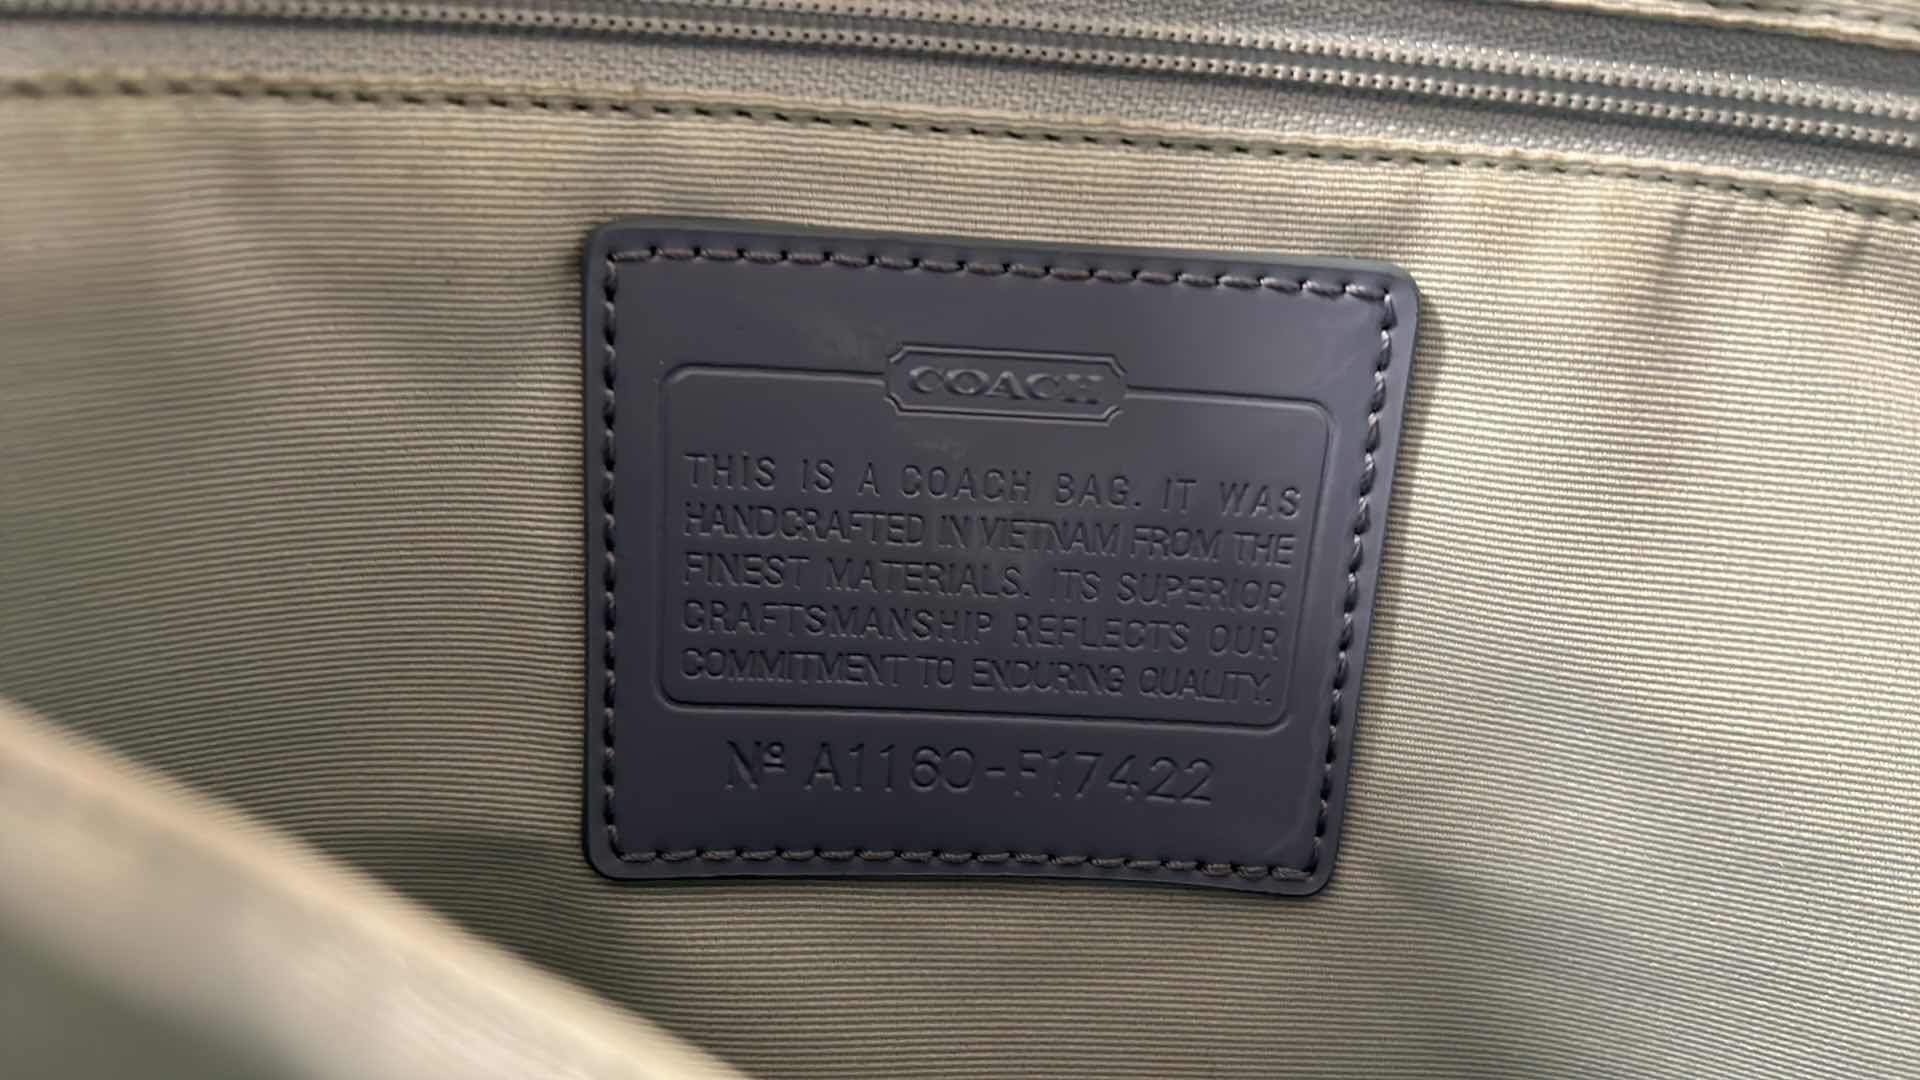 COACH
THIS IS A COACH BAG. IT WAS
HANDCRAFTED IN VIETNAM FROM THE
FINEST MATERIALS. ITS SUPERIOR
CRAFTSMANSHIP REFLECTS OUR
COMMITMENT TO ENDURING QUALITY.
Nº A1160-F17422